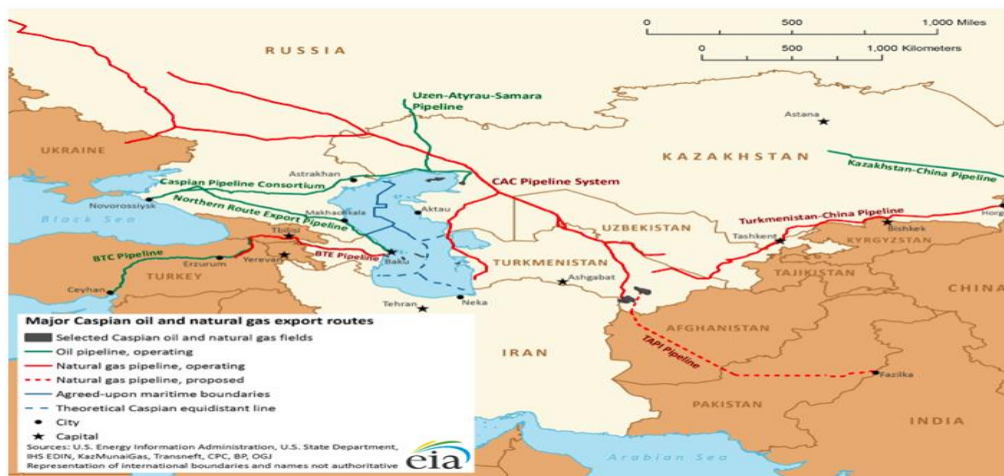 0 500 1,000 Miles
0 500 1,000 Kilometers
RUSSIA
Uzen-Atyrau-Samara
Pipeline
Astana
UKRAINE
KAZAKHSTAN
Kazakhstan-China Pipeline
Astrakhan
CAC Pipeline System
Caspian Pipeline Consortium
Novorossiysk
Northern Route Export Pipeline
Black Sea
Makhachkala
Aktau
Turkmenistan-China Pipeline
Horg
UZBEKISTAN
Tashkent
Bishkek
KYRGYZSTAN
Tbilisi
BTC Pipeline
Erzurum
Yerevan
BTE Pipeline
Baku
TURKMENISTAN
Ashgabat
TURKEY
TAJIKISTAN
CHINA
Ceyhan
Tehran
Neka
AFGHANISTAN
TAPI Pipeline
IRAN
Fazilka
PAKISTAN
INDIA
Arabian Sea
Major Caspian oil and natural gas export routes
Selected Caspian oil and natural gas fields
Oil pipeline, operating
Natural gas pipeline, operating
Natural gas pipeline, proposed
Agreed-upon maritime boundaries
Theoretical Caspian equidistant line
City
Capital
Sources: U.S. Energy Information Administration, U.S. State Department,
IHS EDIN, KazMunaiGas, Transneft, CPC, BP, OGJ
Representation of international boundaries and names not authoritative
eia